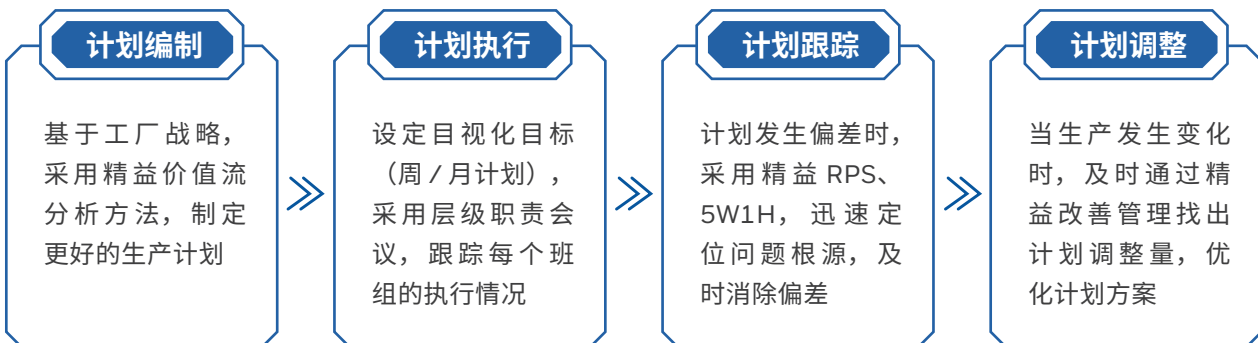 计划编制
基于工厂战略，
采用精益价值流
分析方法，制定
更好的生产计划
计划执行
设定目视化目标
（周/月计划），
采用层级职责会
议，跟踪每个班
组的执行情况
计划跟踪
计划发生偏差时，
采用精益 RPS、
5W1H，迅速定
位问题根源，及
时消除偏差
计划调整
当生产发生变化
时，及时通过精
益改善管理找出
计划调整量，优
化计划方案